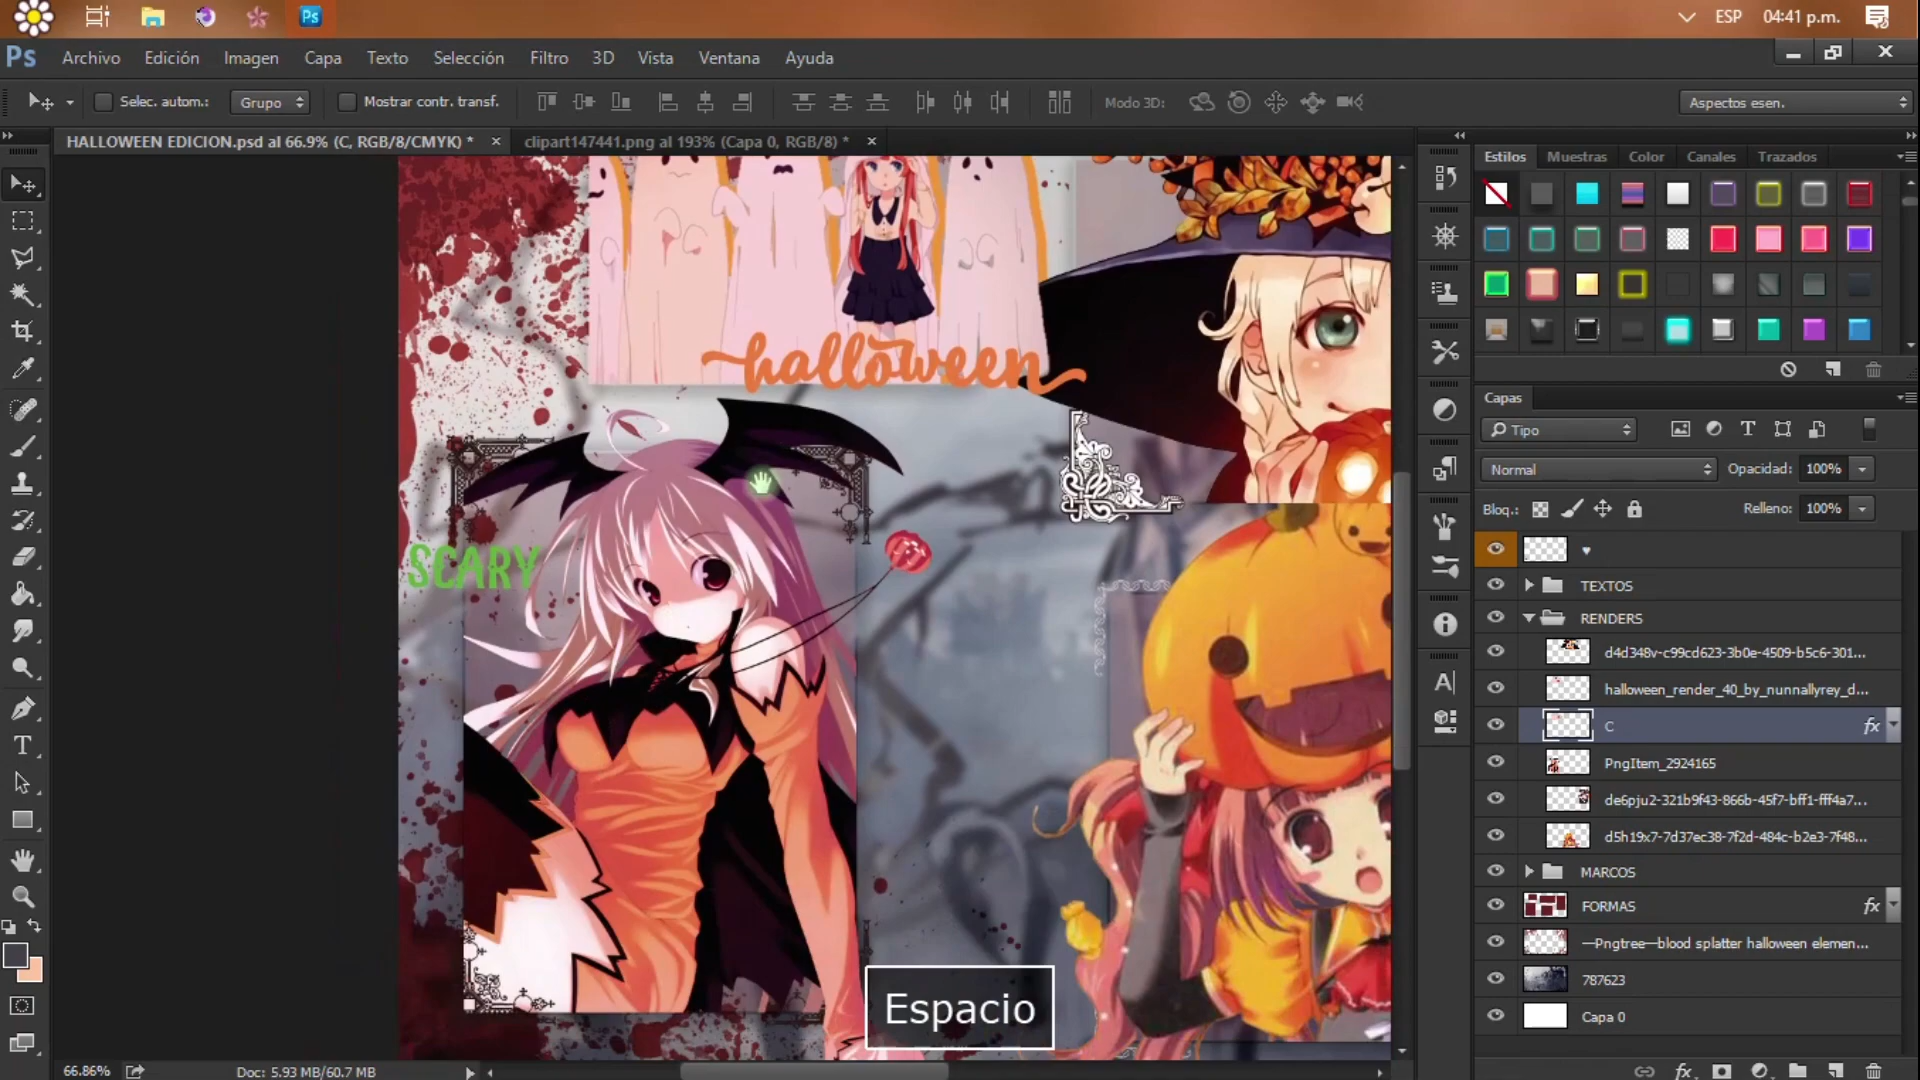 Ps
ESP 04:41 p.m.
Ps Archivo Edición Imagen Capa Texto Selección Filtro 3D Vista Ventana Ayuda
Selec. autom.: Grupo Mostrar contr. transf. Modo 3D: Aspectos esen.
HALLOWEEN EDICION.psd al 66.9% (C, RGB/8/CMYK) * clipart147441.png al 193% (Capa 0, RGB/8) *
Estilos Muestras Color Canales Trazados
halloween
SCARY
Espacio
Capas
Tipo
Normal Opacidad: 100%
Bloq.: Relleno: 100%
♥
TEXTOS
RENDERS
d4d348v-c99cd623-3b0e-4509-b5c6-301...
halloween_render_40_by_nunnallyrey_d...
C fx
PngItem_2924165
de6pju2-321b9f43-866b-45f7-bff1-fff4a7...
d5h19x7-7d37ec38-7f2d-484c-b2e3-7f48...
MARCOS
FORMAS fx
—Pngtree—blood splatter halloween elemen...
787623
Capa 0
66.86% Doc: 5.93 MB/60.7 MB
fx